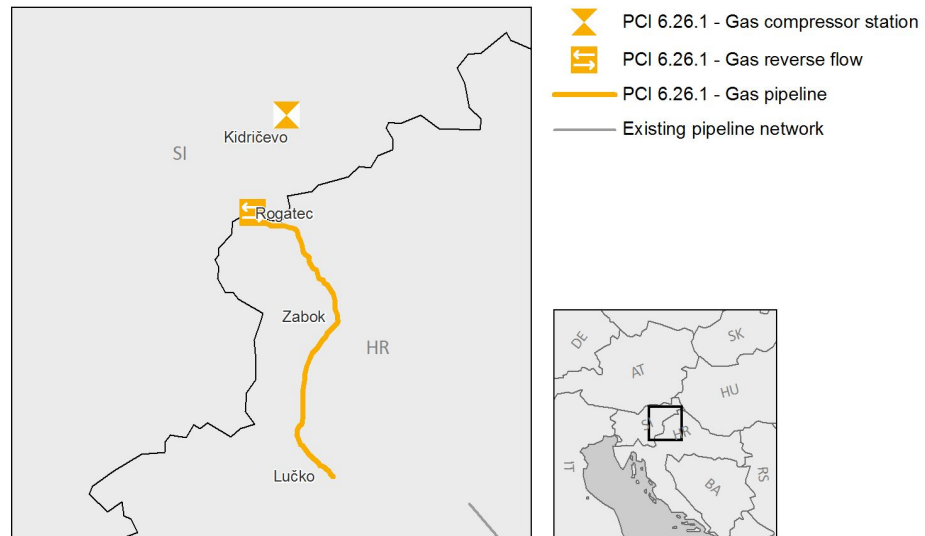 PCI 6.26.1 - Gas compressor station
PCI 6.26.1 - Gas reverse flow
PCI 6.26.1 - Gas pipeline
Existing pipeline network
Kidričevo
SI
Rogatec
Zabok
HR
Lučko
DE
SK
AT
HU
SI
HR
IT
BA
RS